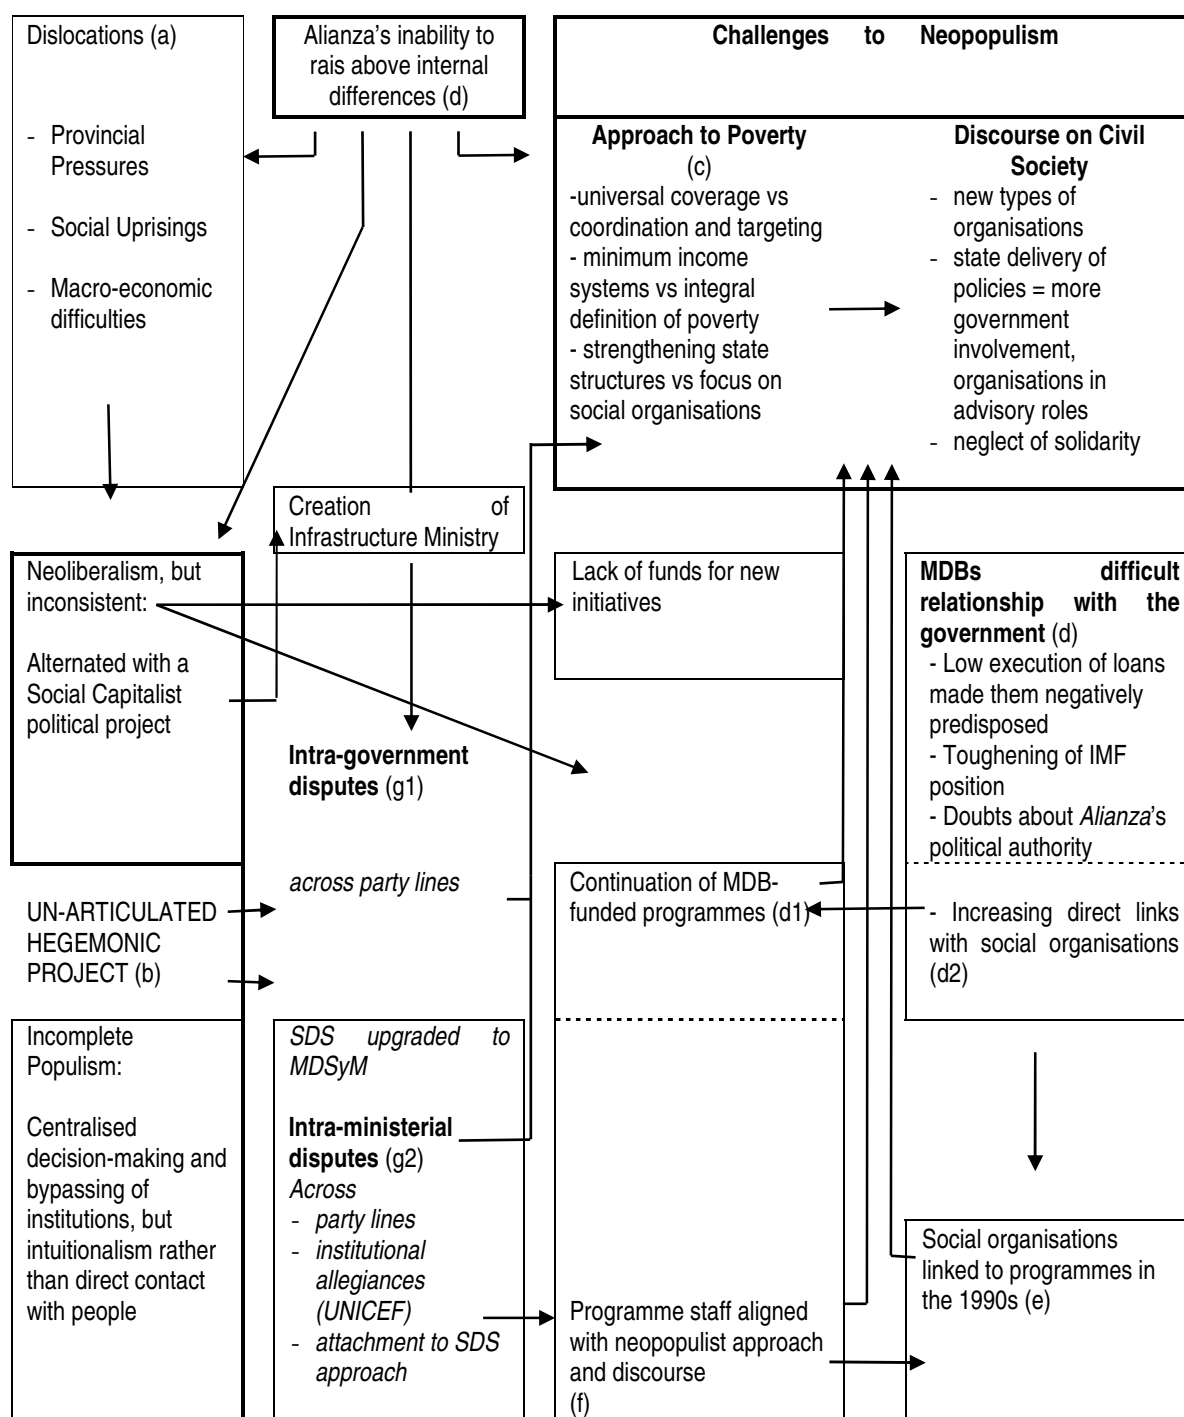 Dislocations (a)
- Provincial
Pressures
- Social Uprisings
- Macro-economic
difficulties
Alianza's inability to
rais above internal
differences (d)
Challenges to Neopopulism
Approach to Poverty
(c)
-universal coverage vs
coordination and targeting
- minimum income
systems vs integral
definition of poverty
- strengthening state
structures vs focus on
social organisations
Discourse on Civil
Society
- new types of
organisations
- state delivery of
policies = more
government
involvement,
organisations in
advisory roles
- neglect of solidarity
Creation of
Infrastructure Ministry
Neoliberalism, but
inconsistent:
Alternated with a
Social Capitalist
political project
Lack of funds for new
initiatives
MDBs difficult
relationship with the
government (d)
- Low execution of loans
made them negatively
predisposed
- Toughening of IMF
position
- Doubts about Alianza's
political authority
Intra-government
disputes (g1)
across party lines
Continuation of MDB-
funded programmes (d1)
- Increasing direct links
with social organisations
(d2)
UN-ARTICULATED
HEGEMONIC
PROJECT (b)
Incomplete
Populism:
Centralised
decision-making and
bypassing of
institutions, but
intuitionalism rather
than direct contact
with people
SDS upgraded to
MDSyM
Intra-ministerial
disputes (g2)
Across
- party lines
- institutional
allegiances
(UNICEF)
- attachment to SDS
approach
Programme staff aligned
with neopopulist approach
and discourse
(f)
Social organisations
linked to programmes in
the 1990s (e)